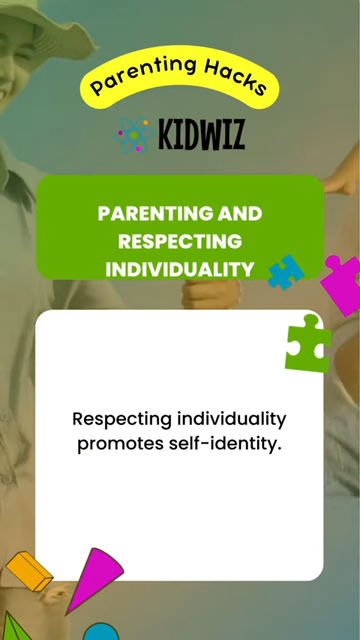 Parenting Hacks
KIDWIZ
PARENTING AND
RESPECTING
INDIVIDUALITY
Respecting individuality
promotes self-identity.